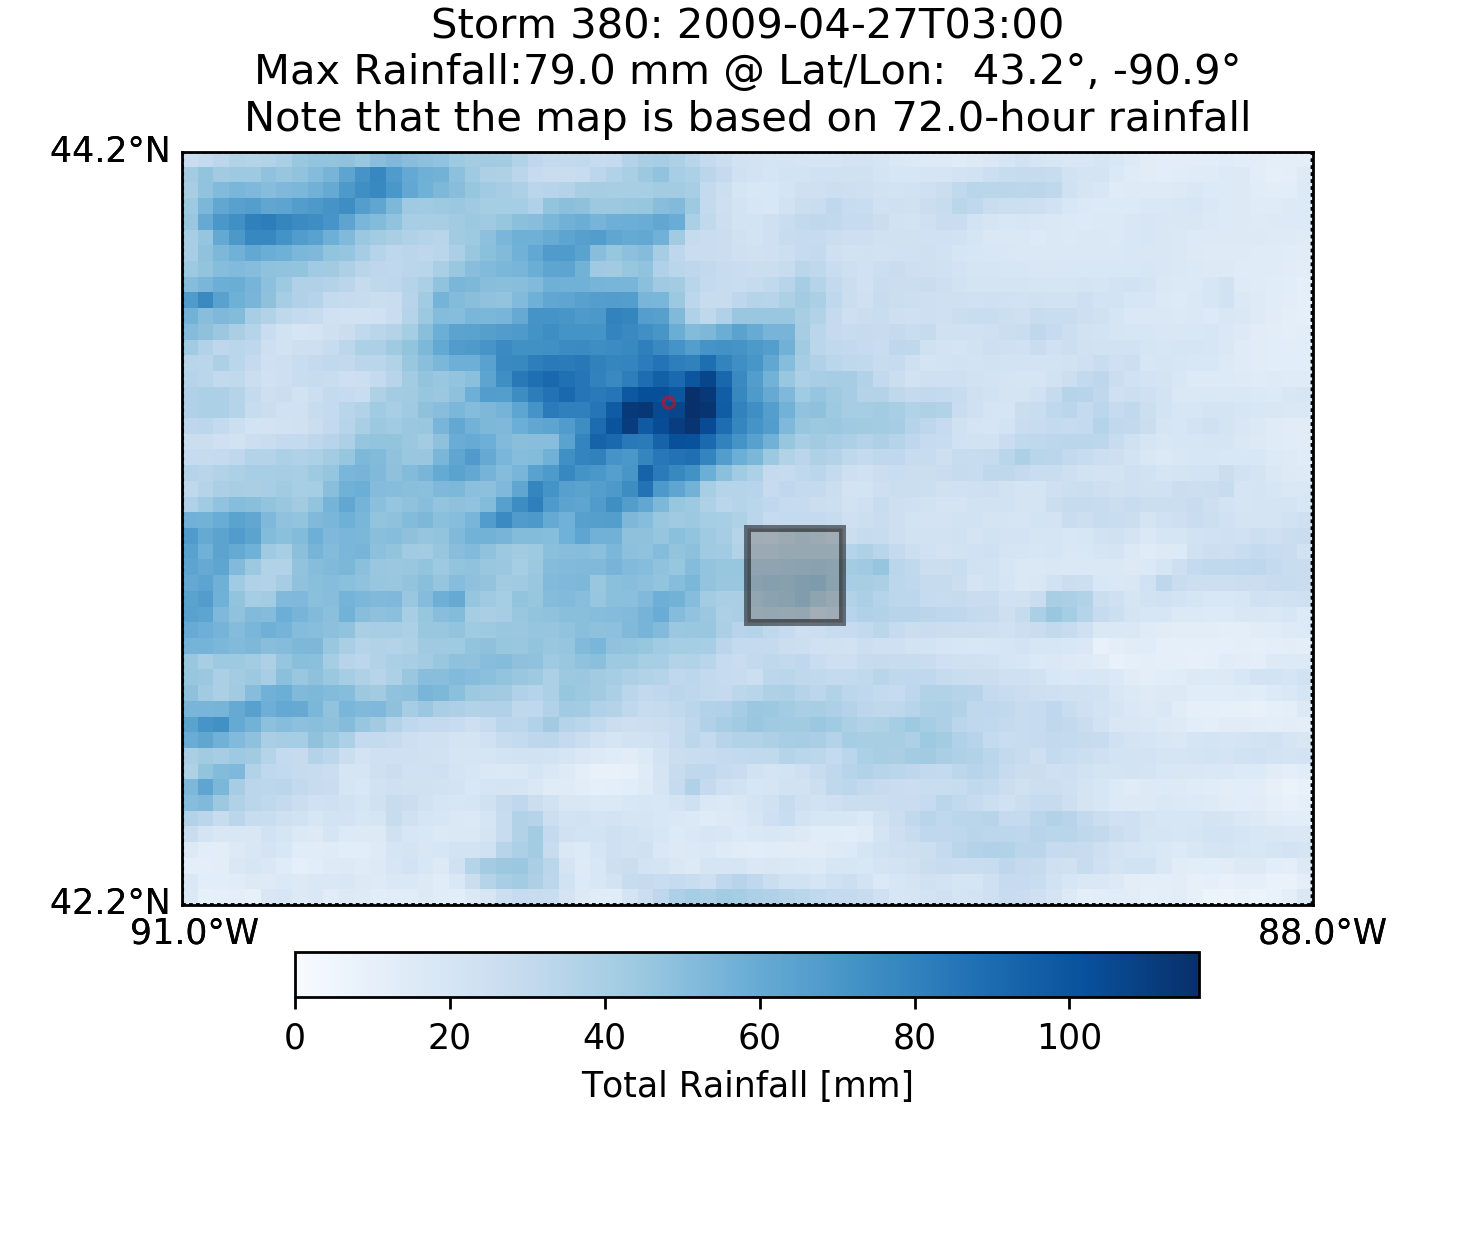 Storm 380: 2009-04-27T03:00
Max Rainfall:79.0 mm @ Lat/Lon:  43.2°, -90.9°
Note that the map is based on 72.0-hour rainfall
44.2°N
42.2°N
91.0°W 88.0°W
0 20 40 60 80 100
Total Rainfall [mm]